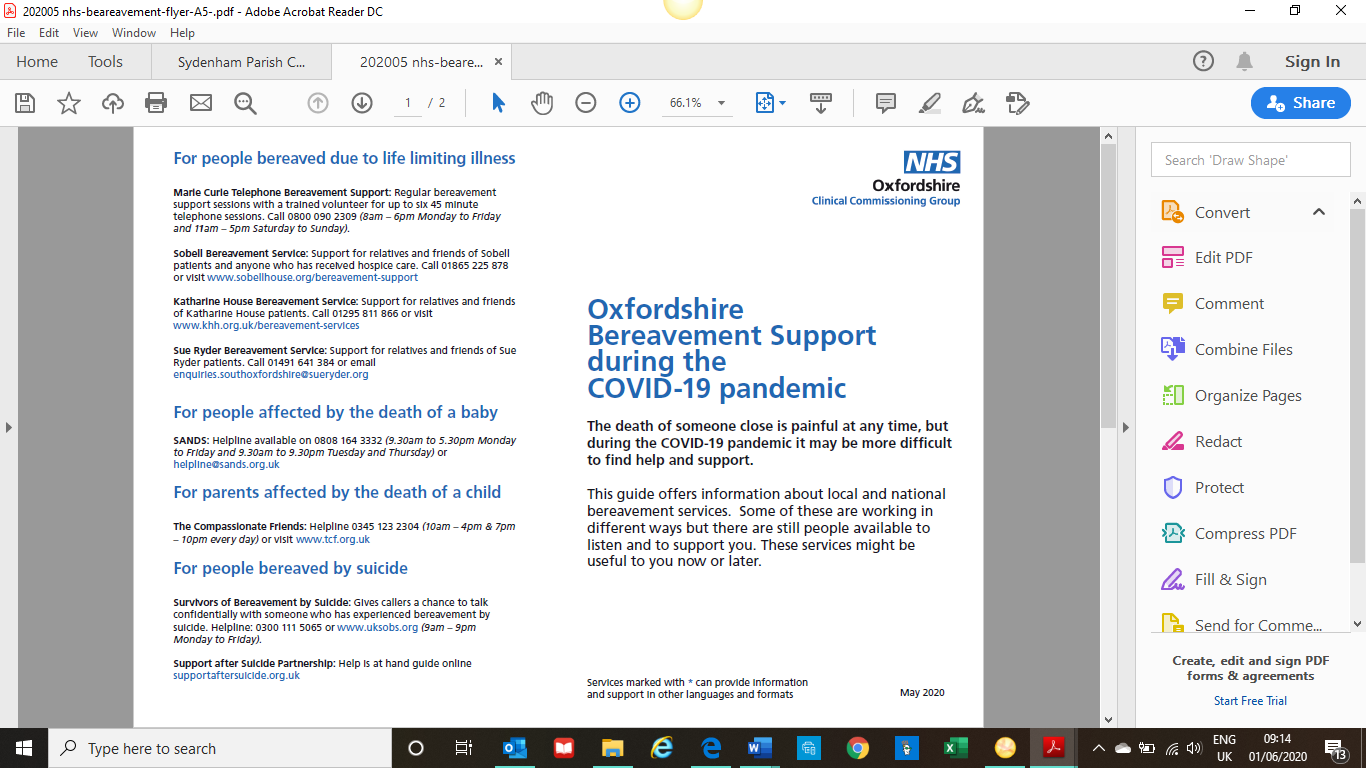 202005 nhs-beareavement-flyer-A5-.pdf - Adobe Acrobat Reader DC
File Edit View Window Help
Home Tools Sydenham Parish C... 202005 nhs-beare... × Sign In
1 / 2 66.1% Share
For people bereaved due to life limiting illness
Marie Curie Telephone Bereavement Support: Regular bereavement
support sessions with a trained volunteer for up to six 45 minute
telephone sessions. Call 0800 090 2309 (8am – 6pm Monday to Friday
and 11am – 5pm Saturday to Sunday).
Sobell Bereavement Service: Support for relatives and friends of Sobell
patients and anyone who has received hospice care. Call 01865 225 878
or visit www.sobellhouse.org/bereavement-support
Katharine House Bereavement Service: Support for relatives and friends
of Katharine House patients. Call 01295 811 866 or visit
www.khh.org.uk/bereavement-services
Sue Ryder Bereavement Service: Support for relatives and friends of Sue
Ryder patients. Call 01491 641 384 or email
enquiries.southoxfordshire@sueryder.org
For people affected by the death of a baby
SANDS: Helpline available on 0808 164 3332 (9.30am to 5.30pm Monday
to Friday and 9.30am to 9.30pm Tuesday and Thursday) or
helpline@sands.org.uk
For parents affected by the death of a child
The Compassionate Friends: Helpline 0345 123 2304 (10am – 4pm & 7pm
– 10pm every day) or visit www.tcf.org.uk
For people bereaved by suicide
Survivors of Bereavement by Suicide: Gives callers a chance to talk
confidentially with someone who has experienced bereavement by
suicide. Helpline: 0300 111 5065 or www.uksobs.org (9am – 9pm
Monday to Friday).
Support after Suicide Partnership: Help is at hand guide online
supportaftersuicide.org.uk
NHS
Oxfordshire
Clinical Commissioning Group
Oxfordshire
Bereavement Support
during the
COVID-19 pandemic
The death of someone close is painful at any time, but
during the COVID-19 pandemic it may be more difficult
to find help and support.
This guide offers information about local and national
bereavement services. Some of these are working in
different ways but there are still people available to
listen and to support you. These services might be
useful to you now or later.
Services marked with * can provide information
and support in other languages and formats
May 2020
Search 'Draw Shape'
Convert
Edit PDF
Comment
Combine Files
Organize Pages
Redact
Protect
Compress PDF
Fill & Sign
Send for Comme...
Create, edit and sign PDF
forms & agreements
Start Free Trial
Type here to search
ENG
UK
09:14
01/06/2020
13